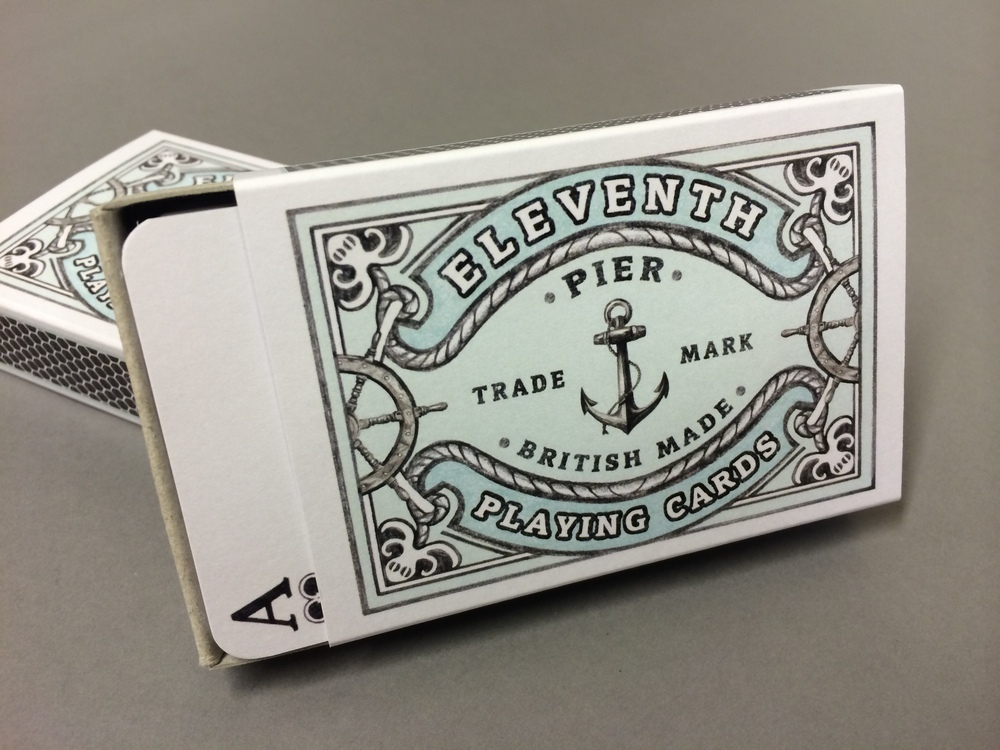 ELEVENTH
PIER
TRADE MARK
BRITISH MADE
PLAYING CARDS
A